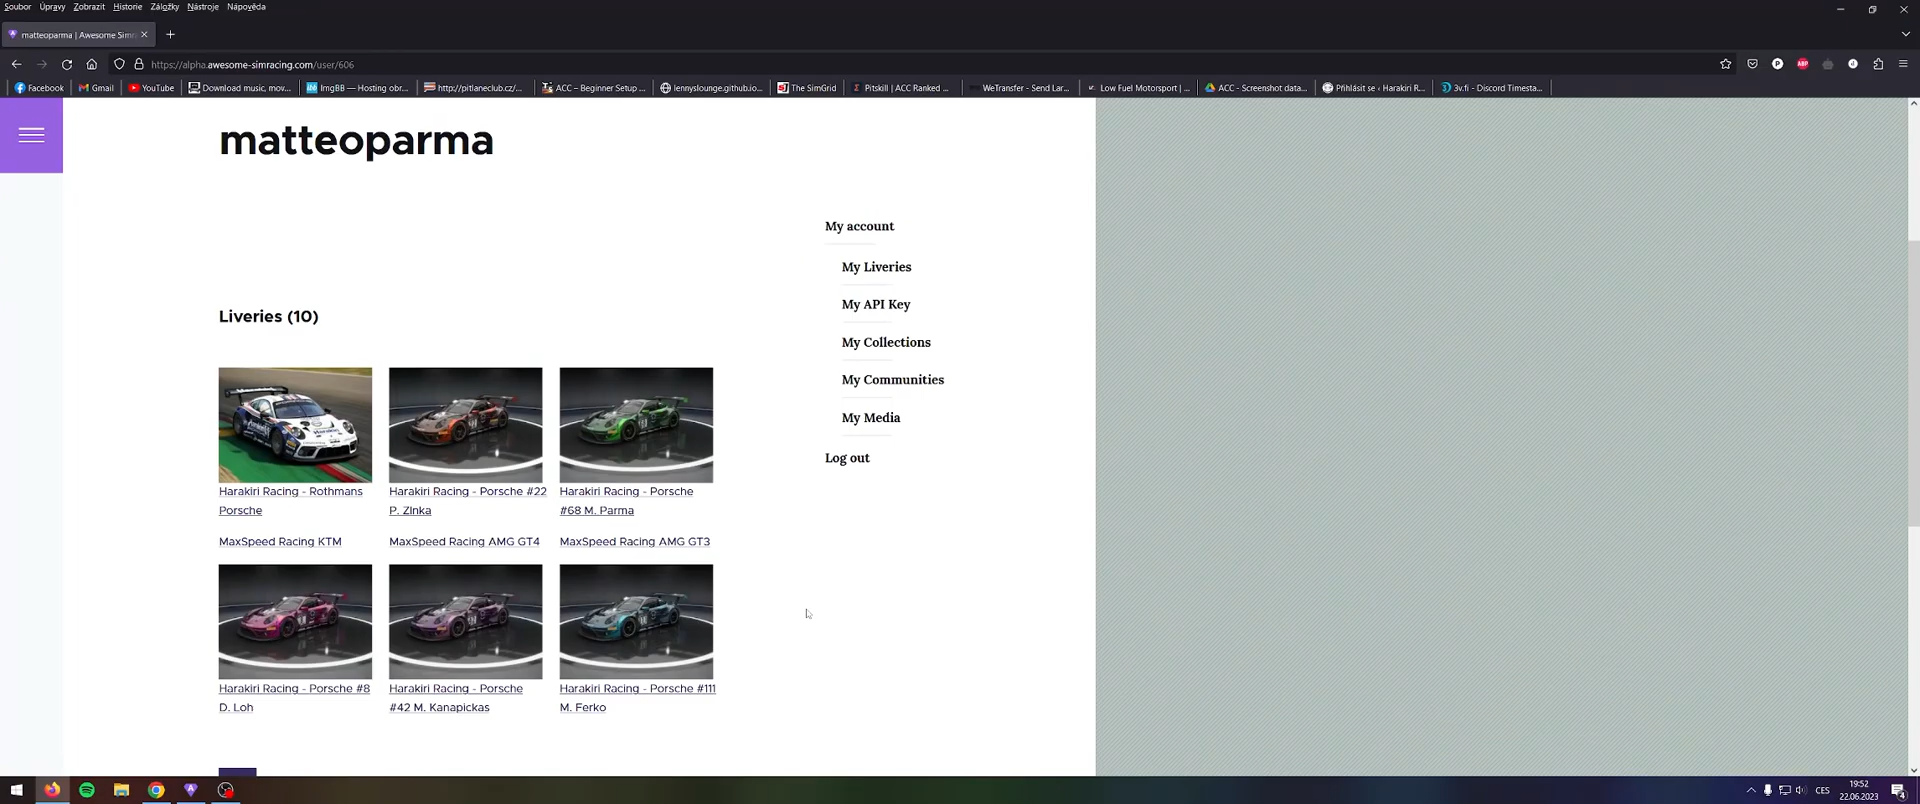 Soubor Úpravy Zobrazit Historie Záložky Nástroje Nápověda
matteoparma | Awesome Simr
https://alpha.awesome-simracing.com/user/606
Facebook Gmail YouTube Download music, mov... ImgBB — Hosting obr... http://pitlaneclub.cz/... ACC – Beginner Setup ... lennyslounge.github.io... The SimGrid Pitskill | ACC Ranked ... WeTransfer - Send Lar... Low Fuel Motorsport | ... ACC - Screenshot data... Přihlásit se ‹ Harakiri R... 3v.fi - Discord Timesta...
matteoparma
My account
My Liveries
My API Key
My Collections
My Communities
My Media
Log out
Liveries (10)
Harakiri Racing - Rothmans
Porsche
Harakiri Racing - Porsche #22
P. Zlnka
Harakiri Racing - Porsche
#68 M. Parma
MaxSpeed Racing KTM
MaxSpeed Racing AMG GT4
MaxSpeed Racing AMG GT3
Harakiri Racing - Porsche #8
D. Loh
Harakiri Racing - Porsche
#42 M. Kanapickas
Harakiri Racing - Porsche #111
M. Ferko
CES
19:52
22.06.2023